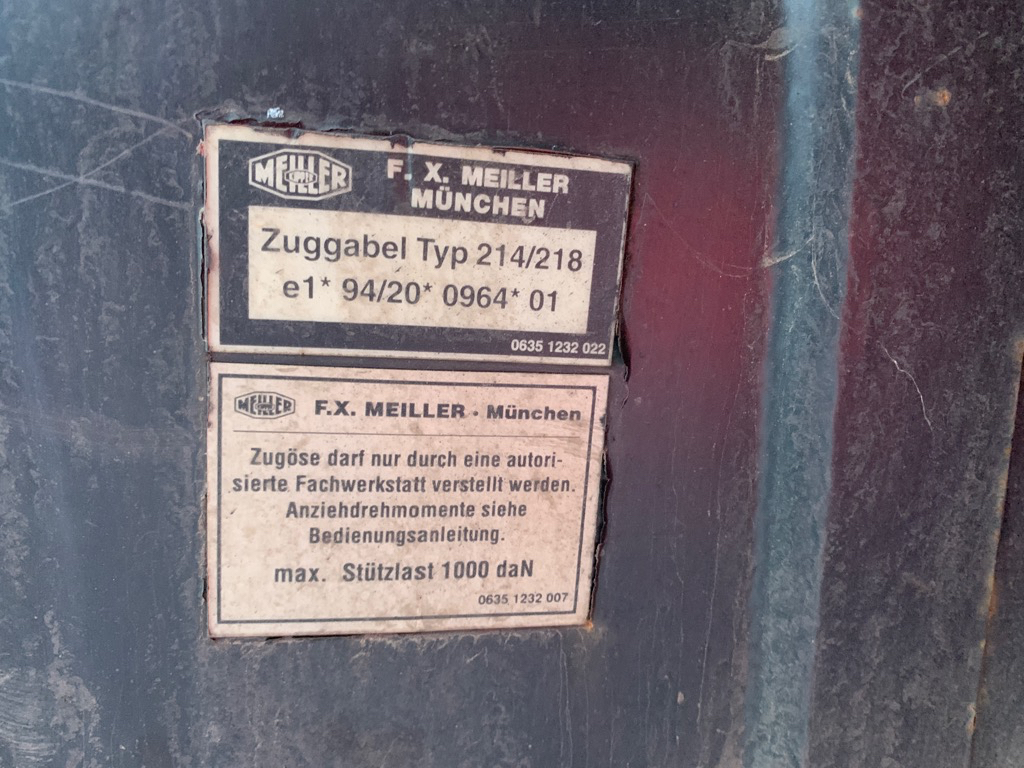 MEILLER
KIPPER
F. X. MEILLER
MÜNCHEN
Zuggabel Typ 214/218
e1* 94/20* 0964* 01
0635 1232 022
MEILLER
F.X. MEILLER · München
Zugöse darf nur durch eine autori-
sierte Fachwerkstatt verstellt werden.
Anziehdrehmomente siehe
Bedienungsanleitung.
max. Stützlast 1000 daN
0635 1232 007